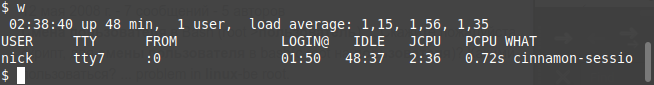 $ w
 02:38:40 up 48 min,  1 user,  load average: 1,15, 1,56, 1,35
USER     TTY      FROM             LOGIN@   IDLE   JCPU   PCPU WHAT
nick     tty7     :0               01:50   48:37   2:36   0.72s cinnamon-sessio
$